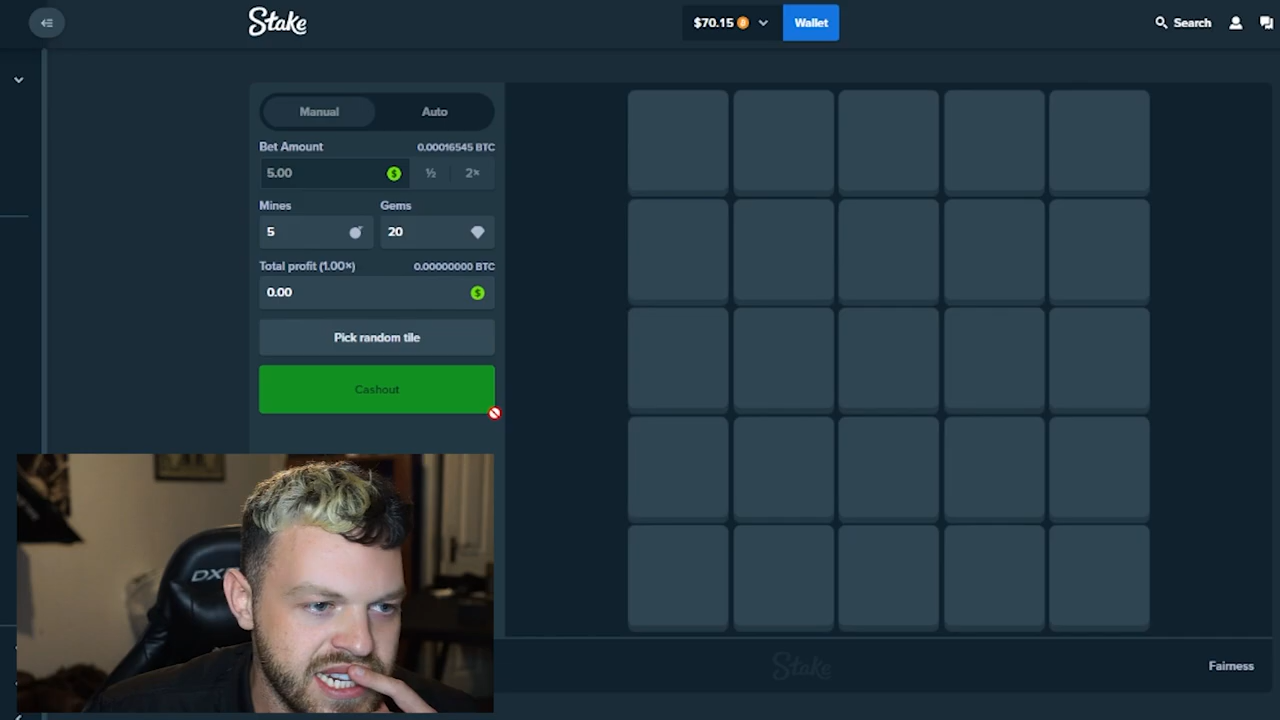 Stake
$70.15
Wallet
Search
Manual
Auto
Bet Amount
0.00016545 BTC
5.00
½
2×
Mines
Gems
5
20
Total profit (1.00×)
0.00000000 BTC
0.00
Pick random tile
Cashout
DX
Stake
Fairness